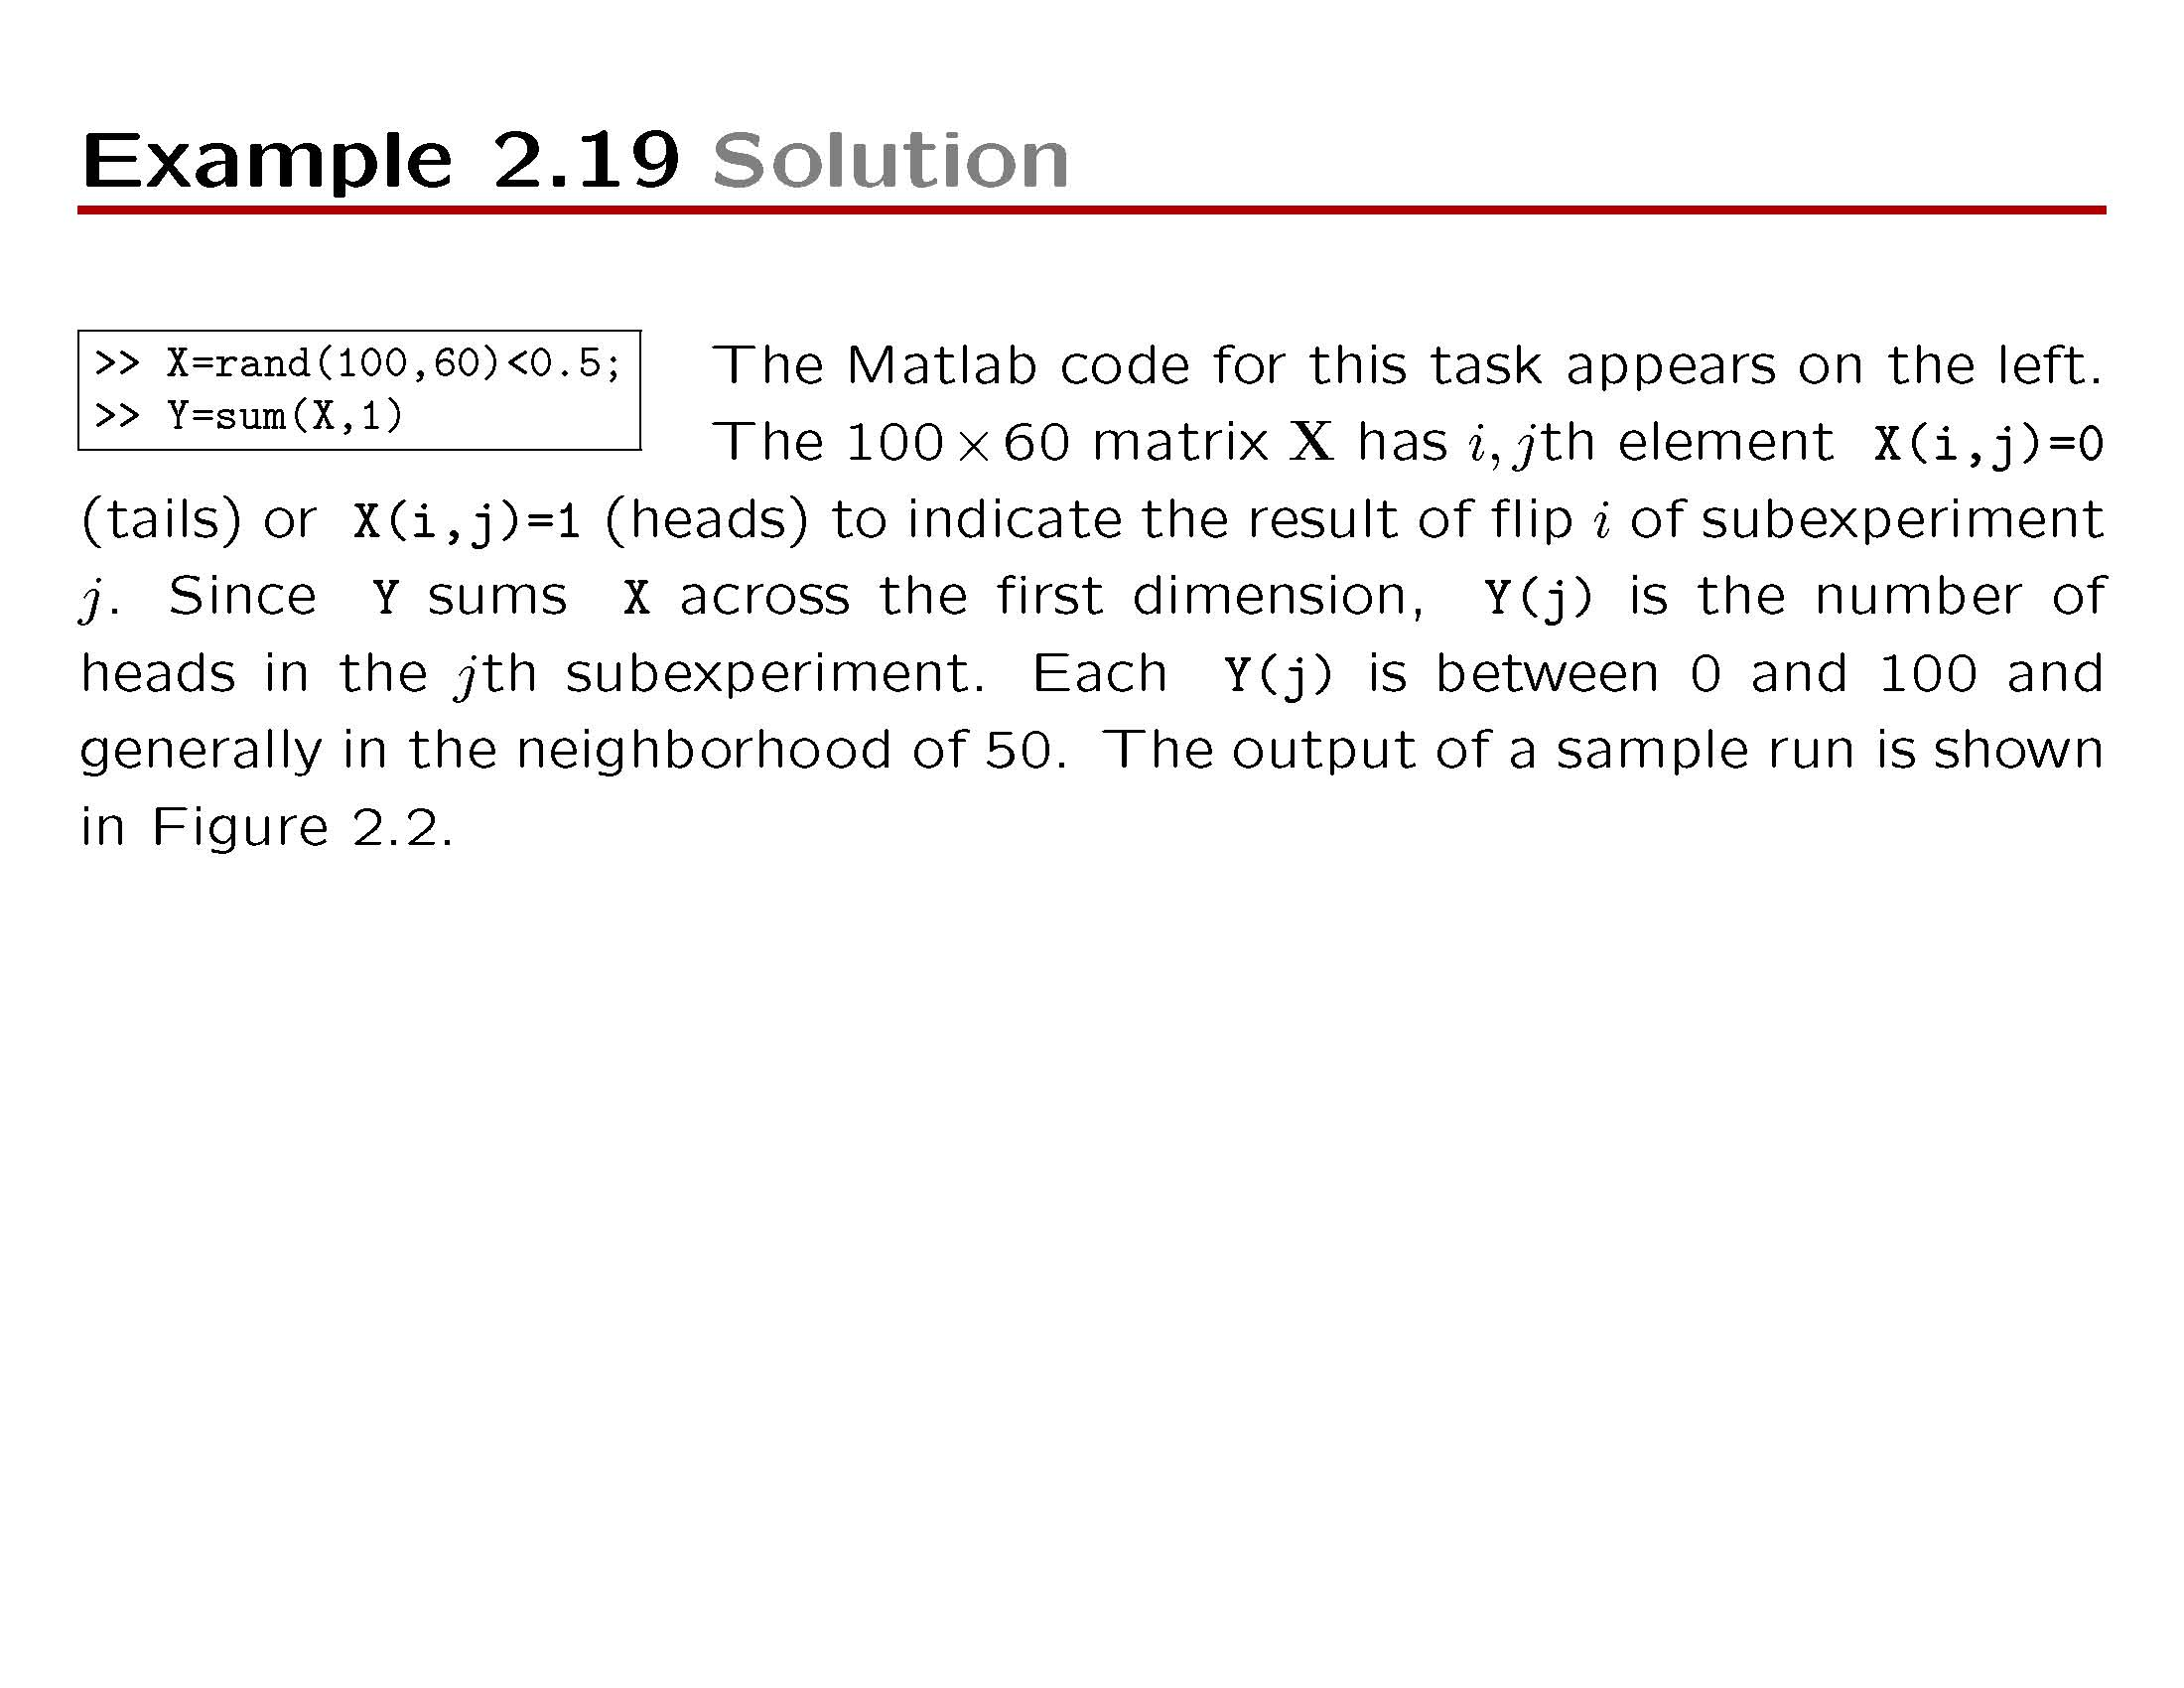 Example 2.19 Solution
>> X=rand(100,60)<0.5;
>> Y=sum(X,1)
The Matlab code for this task appears on the left.
The 100×60 matrix X has i, jth element X(i,j)=0
(tails) or X(i,j)=1 (heads) to indicate the result of flip i of subexperiment
j. Since Y sums X across the first dimension, Y(j) is the number of
heads in the jth subexperiment. Each Y(j) is between 0 and 100 and
generally in the neighborhood of 50. The output of a sample run is shown
in Figure 2.2.